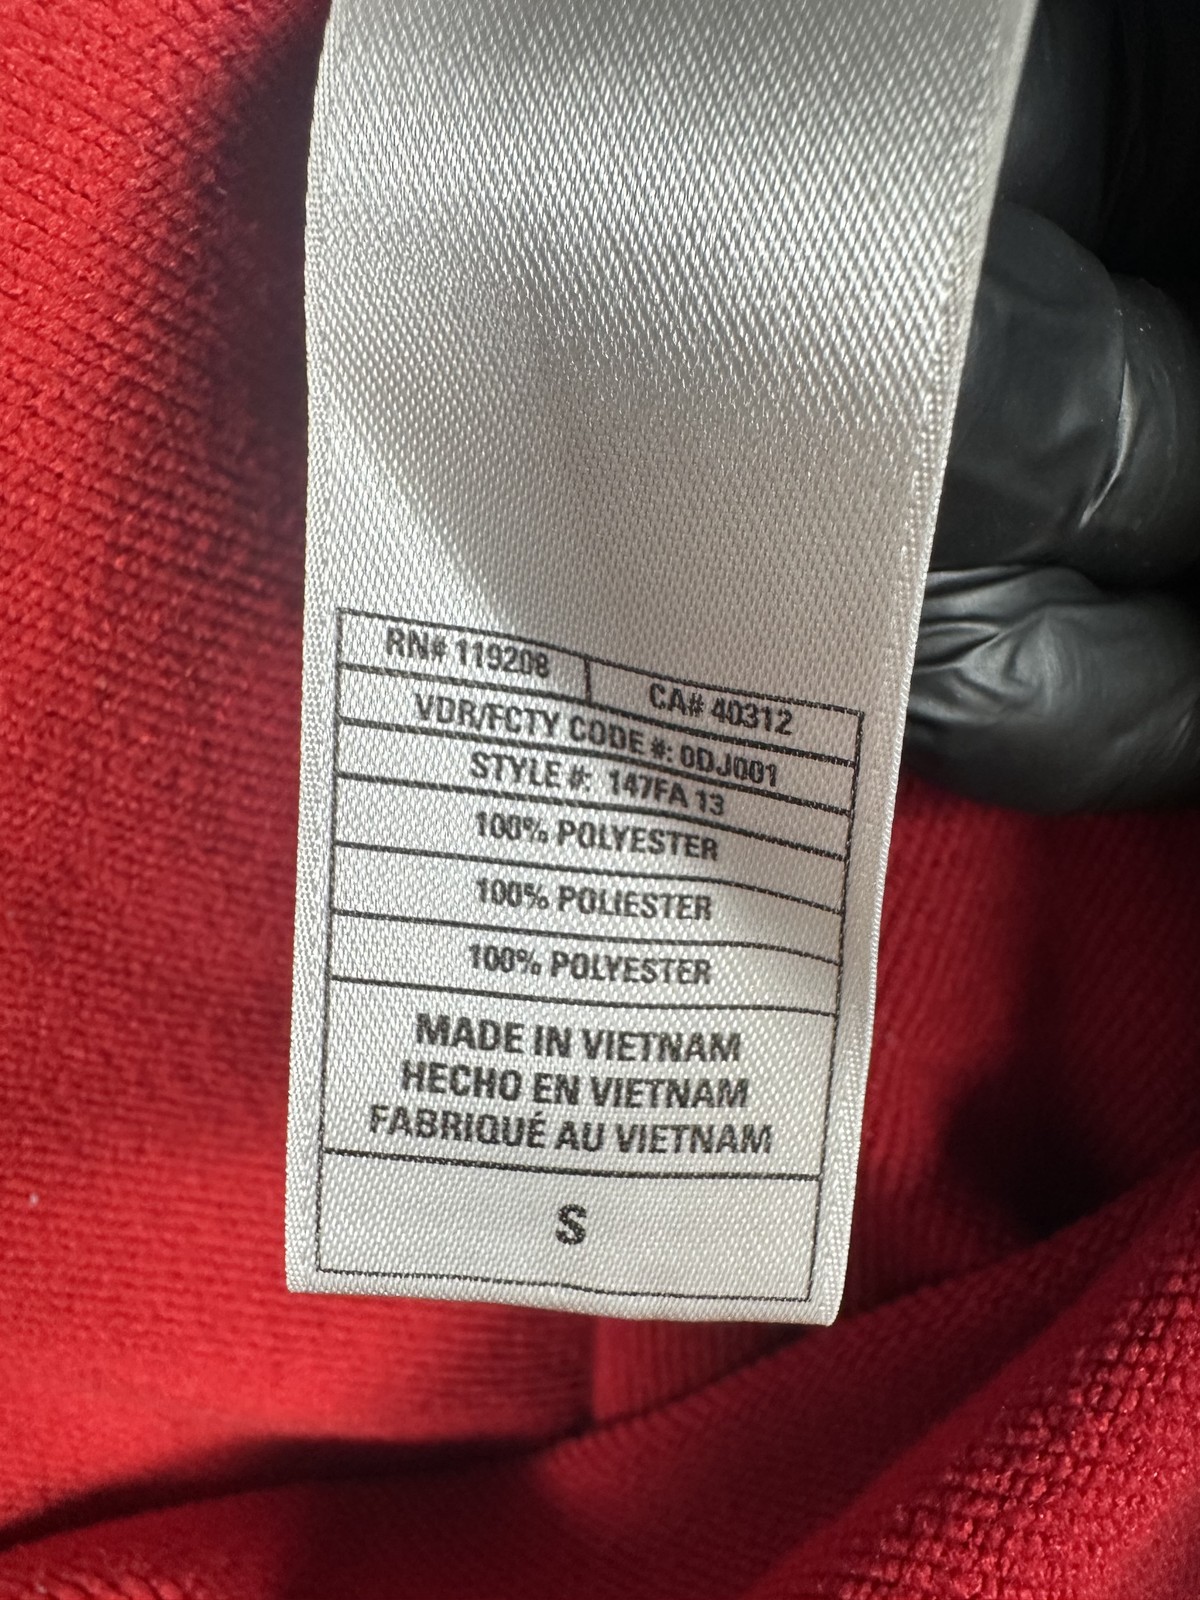 RN# 119208 CA# 40312
VDR/FCTY CODE #: 0DJ001
STYLE #: 147FA 13
100% POLYESTER
100% POLIESTER
100% POLYESTER
MADE IN VIETNAM
HECHO EN VIETNAM
FABRIQUÉ AU VIETNAM
S